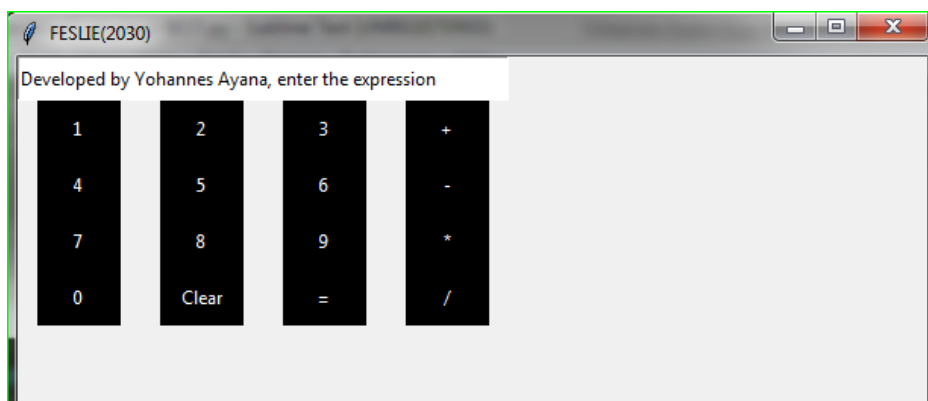 FESLIE(2030)
Developed by Yohannes Ayana, enter the expression
1 2 3 +
4 5 6 -
7 8 9 *
0 Clear = /